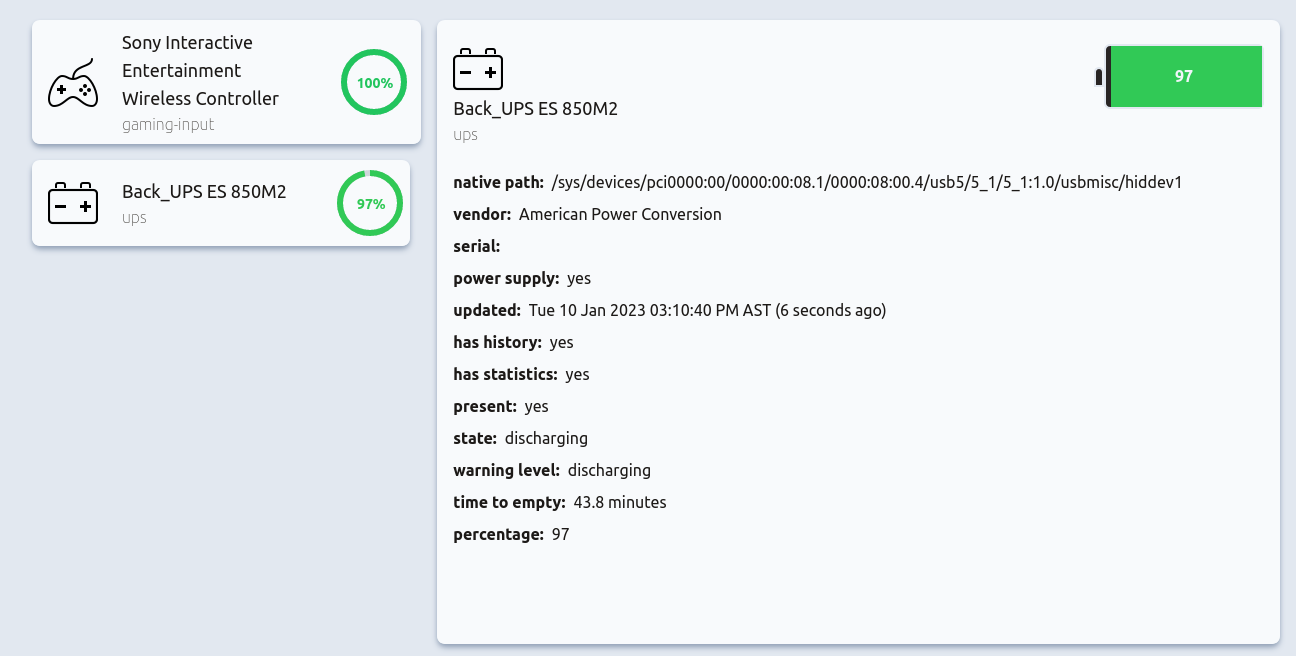 Sony Interactive
Entertainment
Wireless Controller
gaming-input
100%
Back_UPS ES 850M2
ups
97%
Back_UPS ES 850M2
ups
97
native path: /sys/devices/pci0000:00/0000:00:08.1/0000:08:00.4/usb5/5_1/5_1:1.0/usbmisc/hiddev1
vendor: American Power Conversion
serial:
power supply: yes
updated: Tue 10 Jan 2023 03:10:40 PM AST (6 seconds ago)
has history: yes
has statistics: yes
present: yes
state: discharging
warning level: discharging
time to empty: 43.8 minutes
percentage: 97